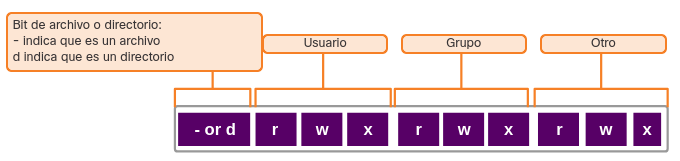 Bit de archivo o directorio:
- indica que es un archivo
d indica que es un directorio
Usuario
Grupo
Otro
- or d r w x r w x r w x